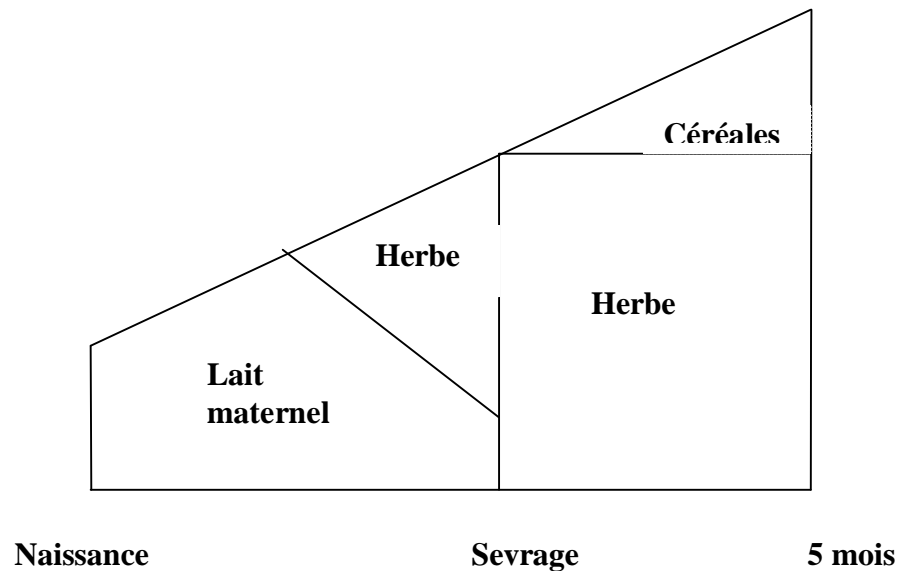 Céréales
Herbe
Herbe
Lait
maternel
Naissance Sevrage 5 mois